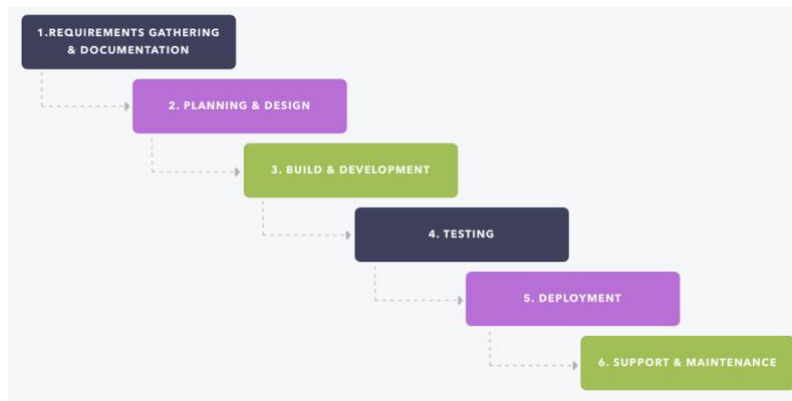 1.REQUIREMENTS GATHERING
& DOCUMENTATION
2. PLANNING & DESIGN
3. BUILD & DEVELOPMENT
4. TESTING
5. DEPLOYMENT
6. SUPPORT & MAINTENANCE